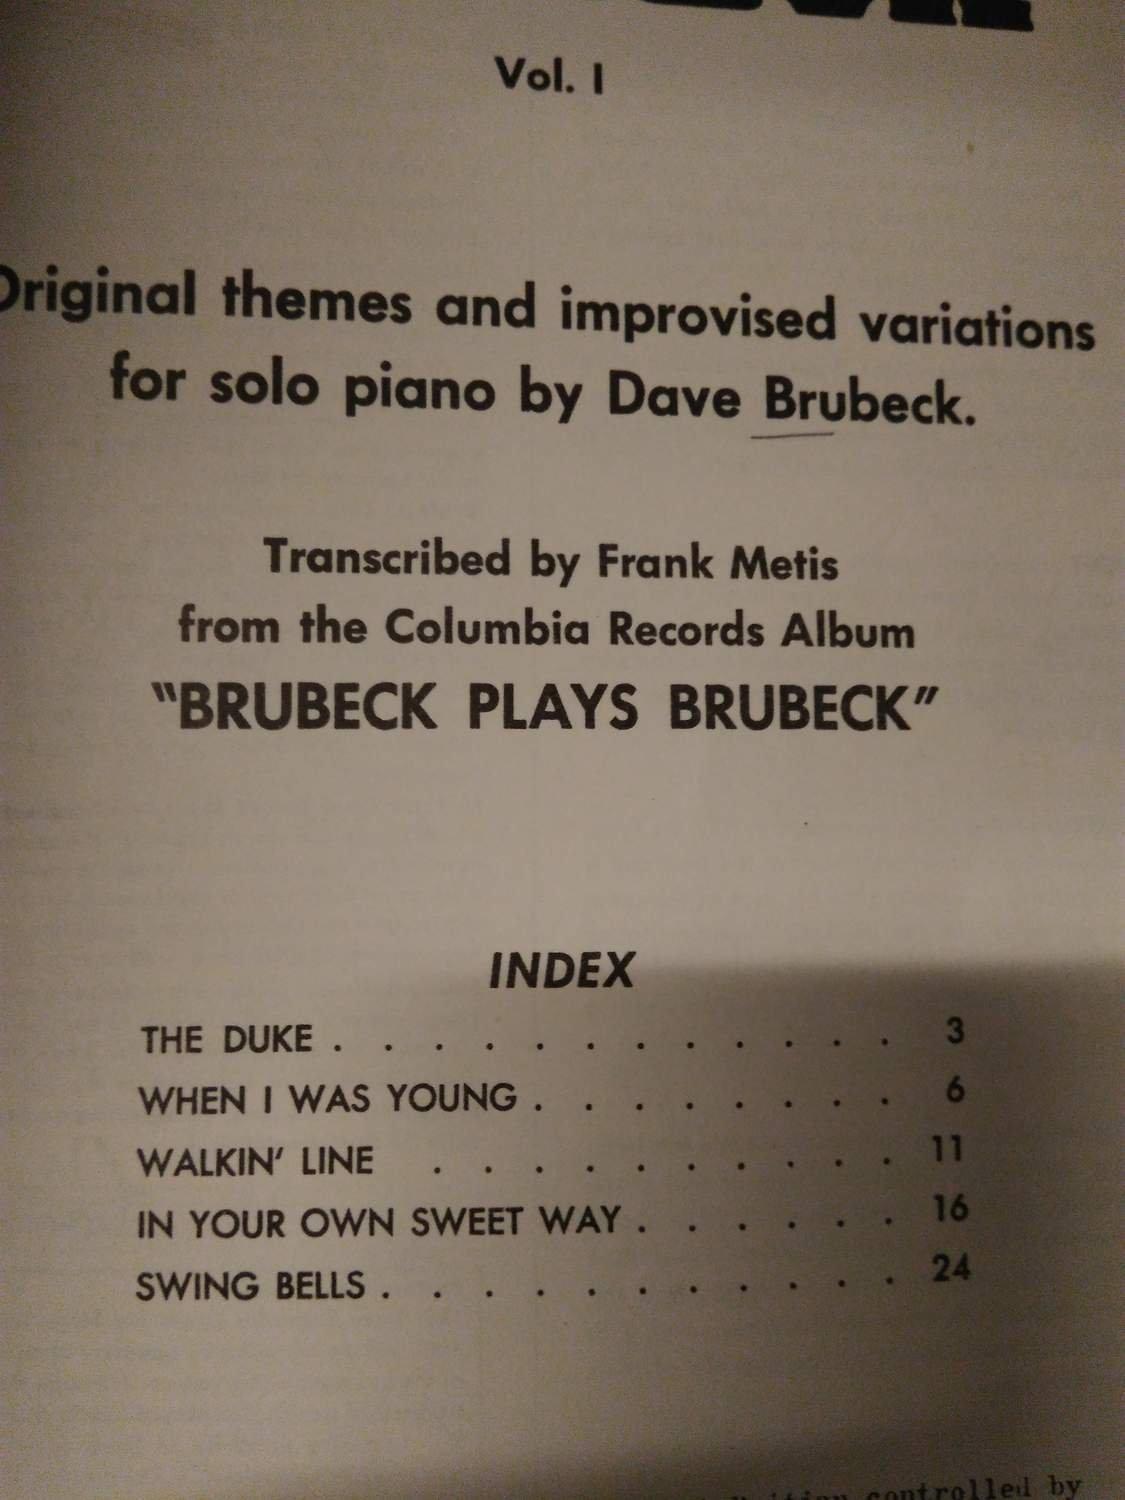 Vol. I
Original themes and improvised variations
for solo piano by Dave Brubeck.
Transcribed by Frank Metis
from the Columbia Records Album
"BRUBECK PLAYS BRUBECK"
INDEX
THE DUKE . . . . . . . . . . . . 3
WHEN I WAS YOUNG . . . . . . . . 6
WALKIN' LINE . . . . . . . . . . 11
IN YOUR OWN SWEET WAY . . . . . . 16
SWING BELLS . . . . . . . . . . . 24
controlled by